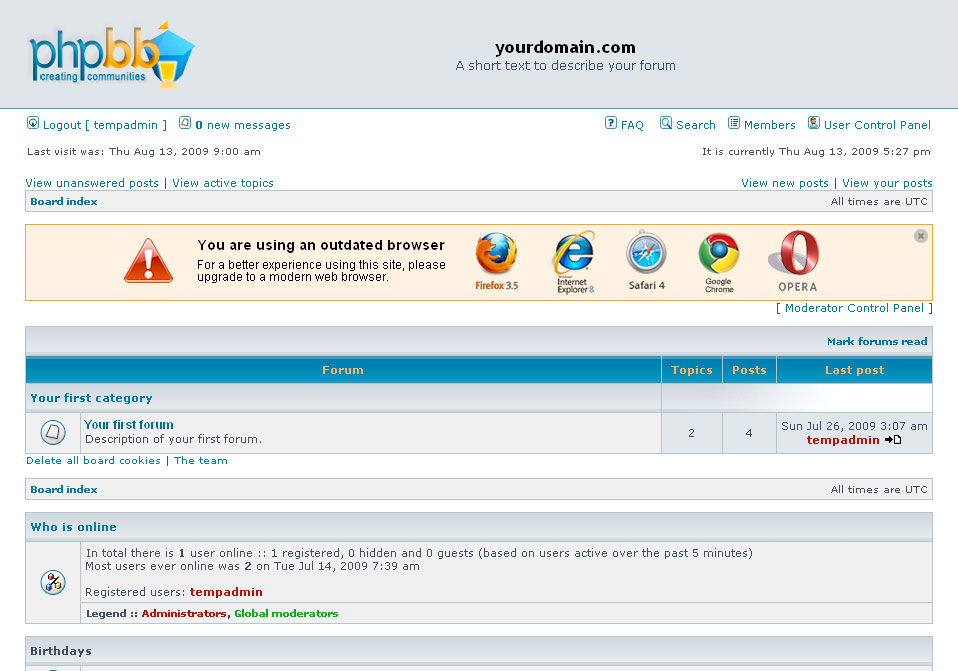 phpbb
creating communities
yourdomain.com
A short text to describe your forum
Logout [ tempadmin ] 0 new messages FAQ Search Members User Control Panel
Last visit was: Thu Aug 13, 2009 9:00 am It is currently Thu Aug 13, 2009 5:27 pm
View unanswered posts | View active topics View new posts | View your posts
Board index All times are UTC
You are using an outdated browser
For a better experience using this site, please
upgrade to a modern web browser.
Firefox 3.5
Windows
Internet
Explorer 8
Safari 4
Google
Chrome
OPERA
[ Moderator Control Panel ]
Mark forums read
Forum Topics Posts Last post
Your first category
Your first forum
Description of your first forum.
2 4
Sun Jul 26, 2009 3:07 am
tempadmin
Delete all board cookies | The team
Board index All times are UTC
Who is online
In total there is 1 user online :: 1 registered, 0 hidden and 0 guests (based on users active over the past 5 minutes)
Most users ever online was 2 on Tue Jul 14, 2009 7:39 am
Registered users: tempadmin
Legend :: Administrators, Global moderators
Birthdays